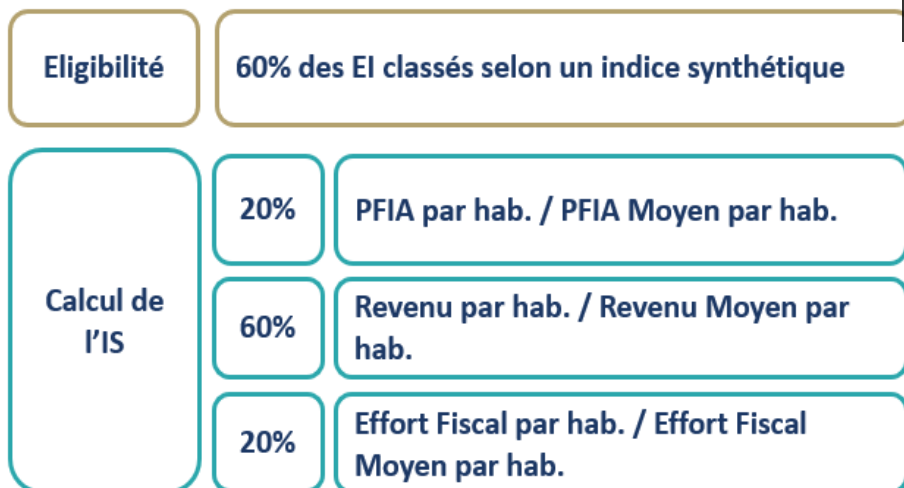 Eligibilité
60% des EI classés selon un indice synthétique
Calcul de
l'IS
20%
PFIA par hab. / PFIA Moyen par hab.
60%
Revenu par hab. / Revenu Moyen par
hab.
20%
Effort Fiscal par hab. / Effort Fiscal
Moyen par hab.